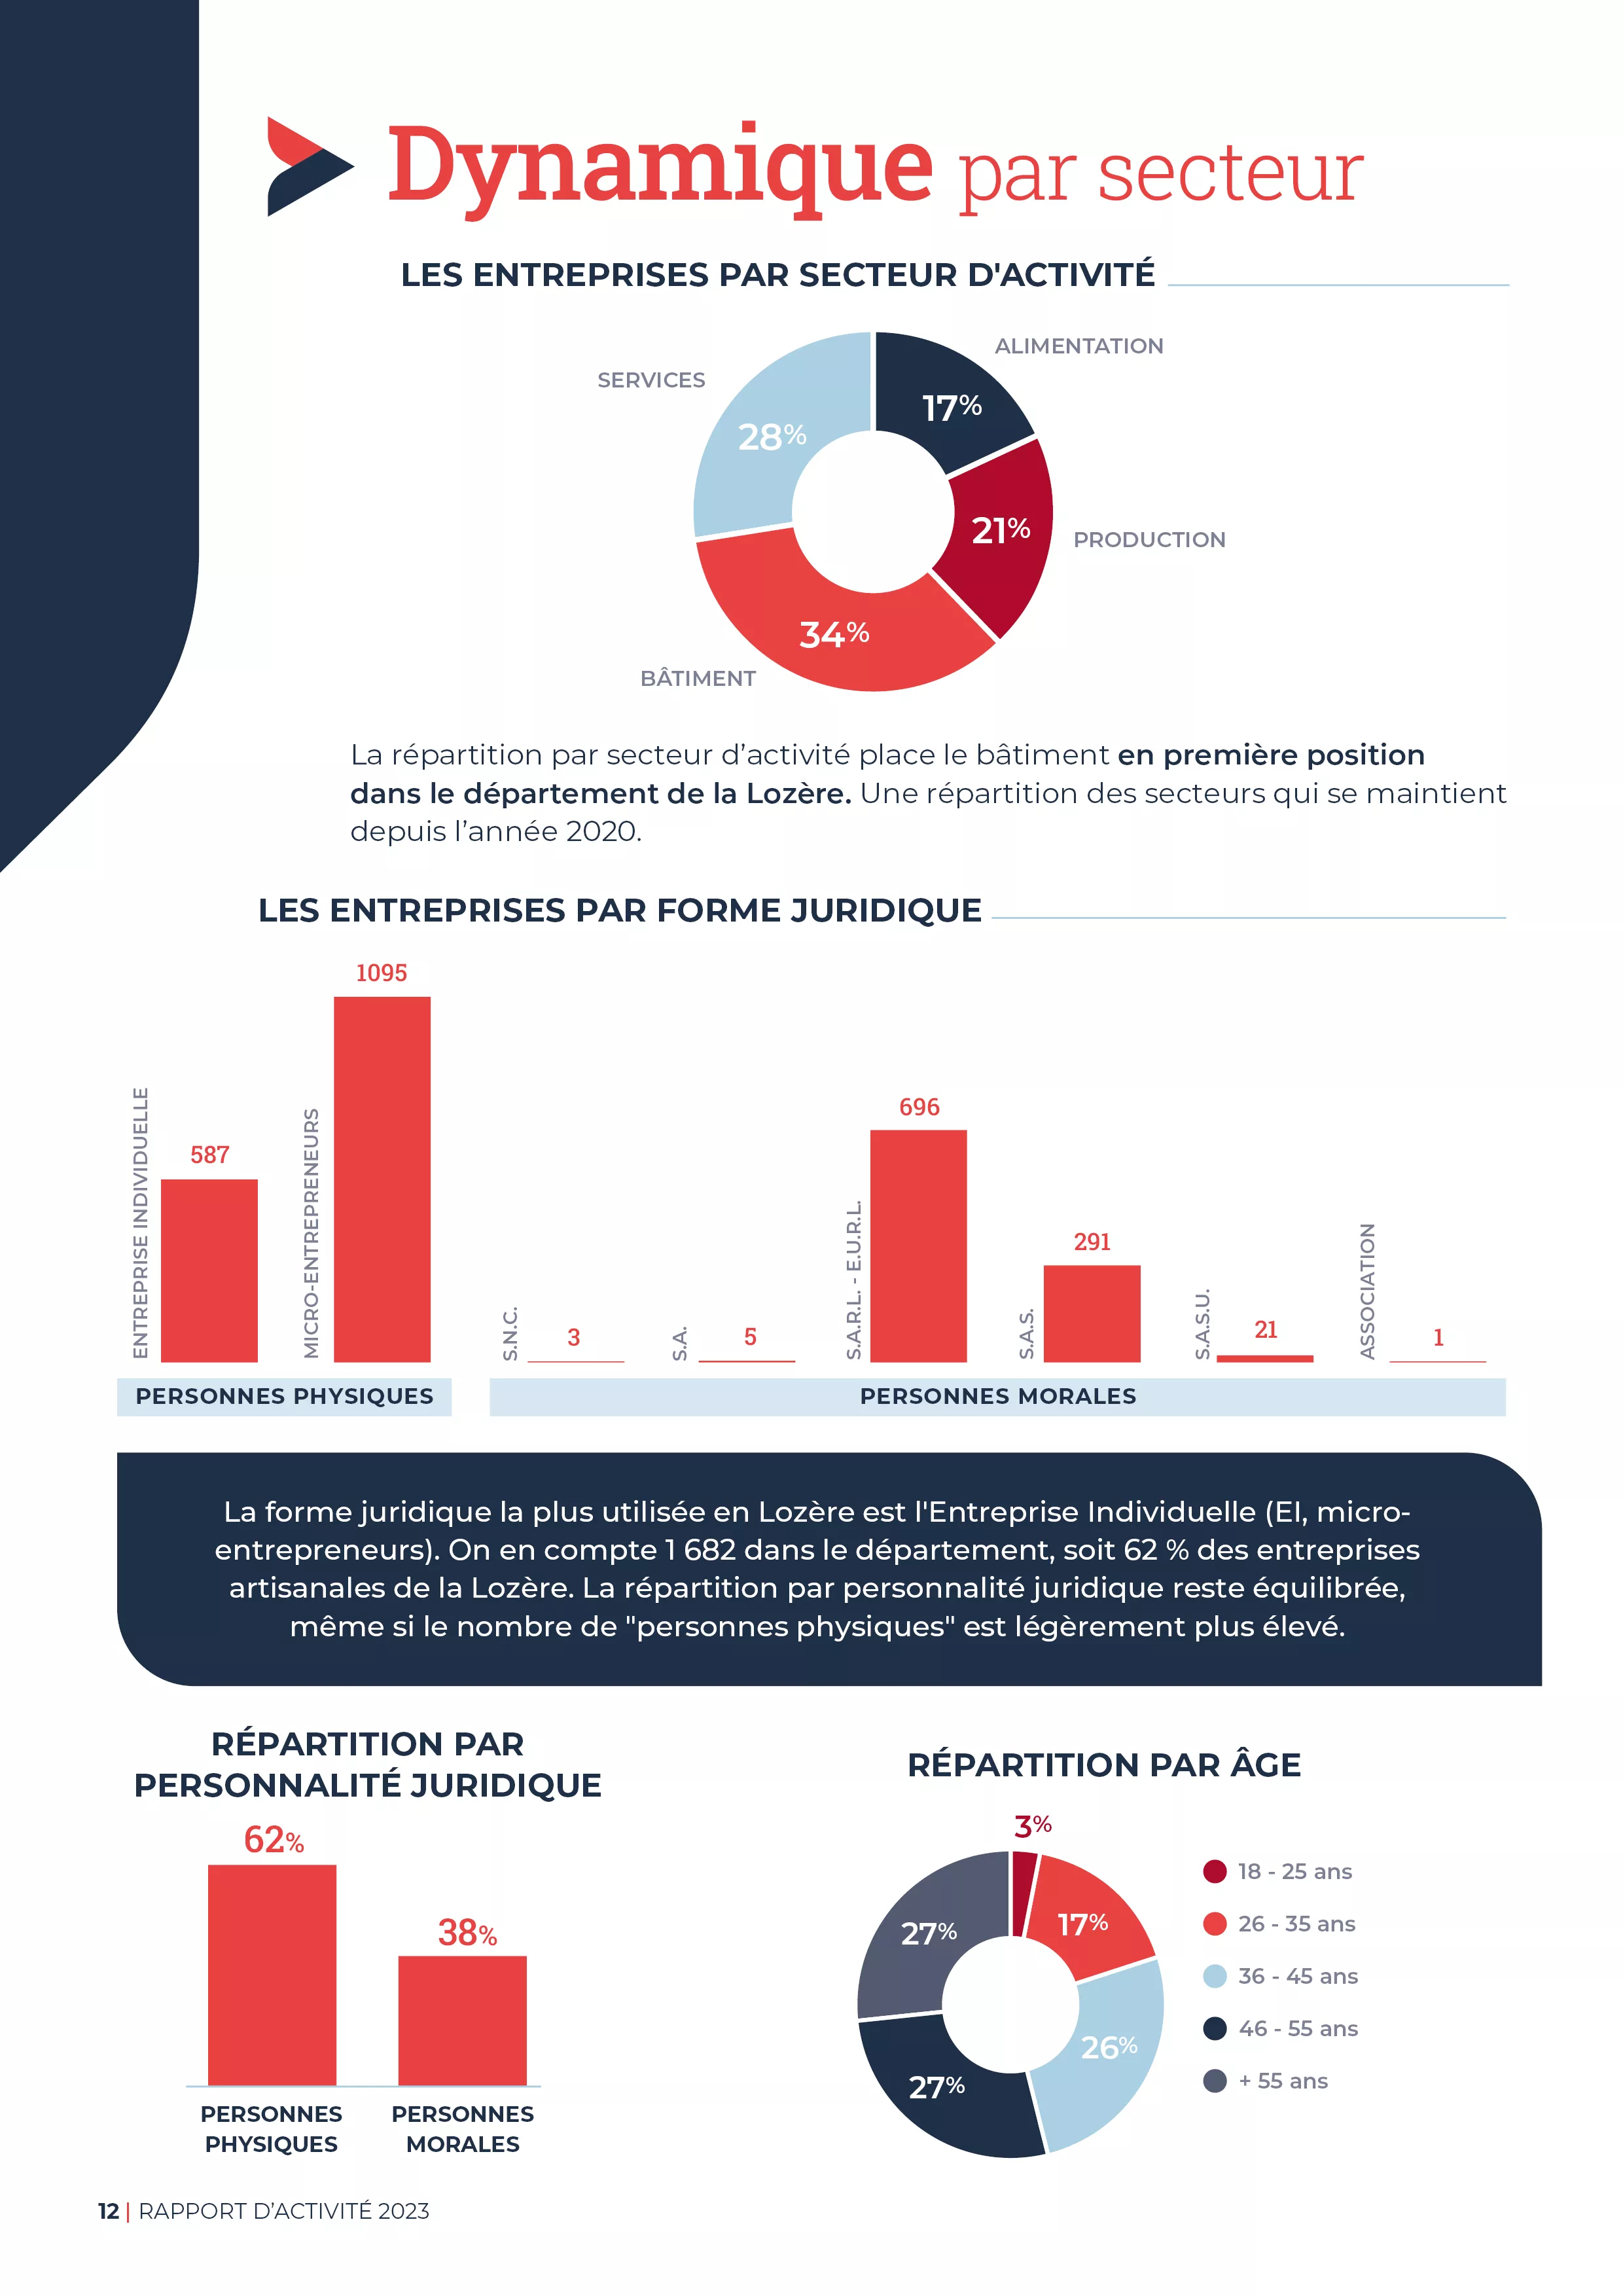 Dynamique par secteur
LES ENTREPRISES PAR SECTEUR D'ACTIVITÉ
ALIMENTATION
SERVICES
17%
28%
21%
PRODUCTION
34%
BÂTIMENT
La répartition par secteur d’activité place le bâtiment en première position
dans le département de la Lozère. Une répartition des secteurs qui se maintient
depuis l’année 2020.
LES ENTREPRISES PAR FORME JURIDIQUE
ENTREPRISE INDIVIDUELLE
587
MICRO-ENTREPRENEURS
1095
S.N.C.
3
S.A.
5
S.A.R.L. - E.U.R.L.
696
S.A.S.
291
S.A.S.U.
21
ASSOCIATION
1
PERSONNES PHYSIQUES
PERSONNES MORALES
La forme juridique la plus utilisée en Lozère est l'Entreprise Individuelle (EI, micro-
entrepreneurs). On en compte 1 682 dans le département, soit 62 % des entreprises
artisanales de la Lozère. La répartition par personnalité juridique reste équilibrée,
même si le nombre de "personnes physiques" est légèrement plus élevé.
RÉPARTITION PAR
PERSONNALITÉ JURIDIQUE
62%
38%
PERSONNES
PHYSIQUES
PERSONNES
MORALES
RÉPARTITION PAR ÂGE
3%
17%
27%
26%
27%
18 - 25 ans
26 - 35 ans
36 - 45 ans
46 - 55 ans
+ 55 ans
12 | RAPPORT D’ACTIVITÉ 2023